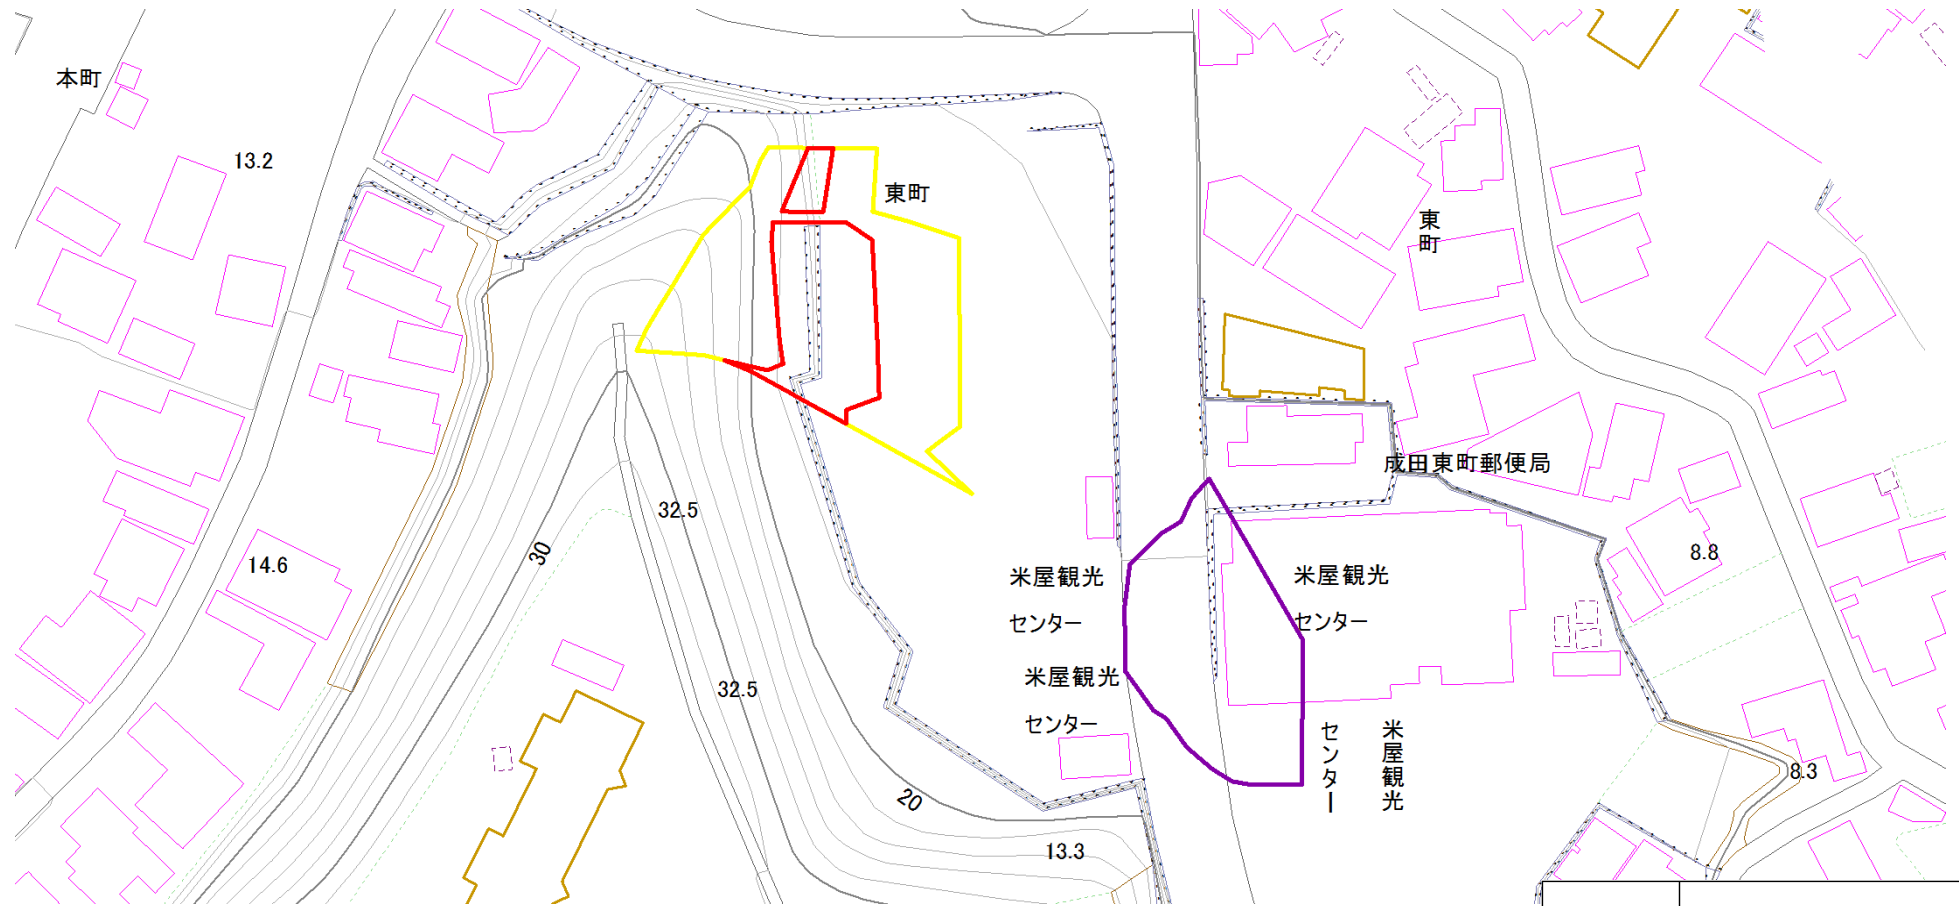 本町
13.2
東町
東町
成田東町郵便局
32.5
30
14.6
8.8
米屋観光
センター
米屋観光
センター
米屋観光
センター
32.5
米屋観光
センター
20
8.3
13.3